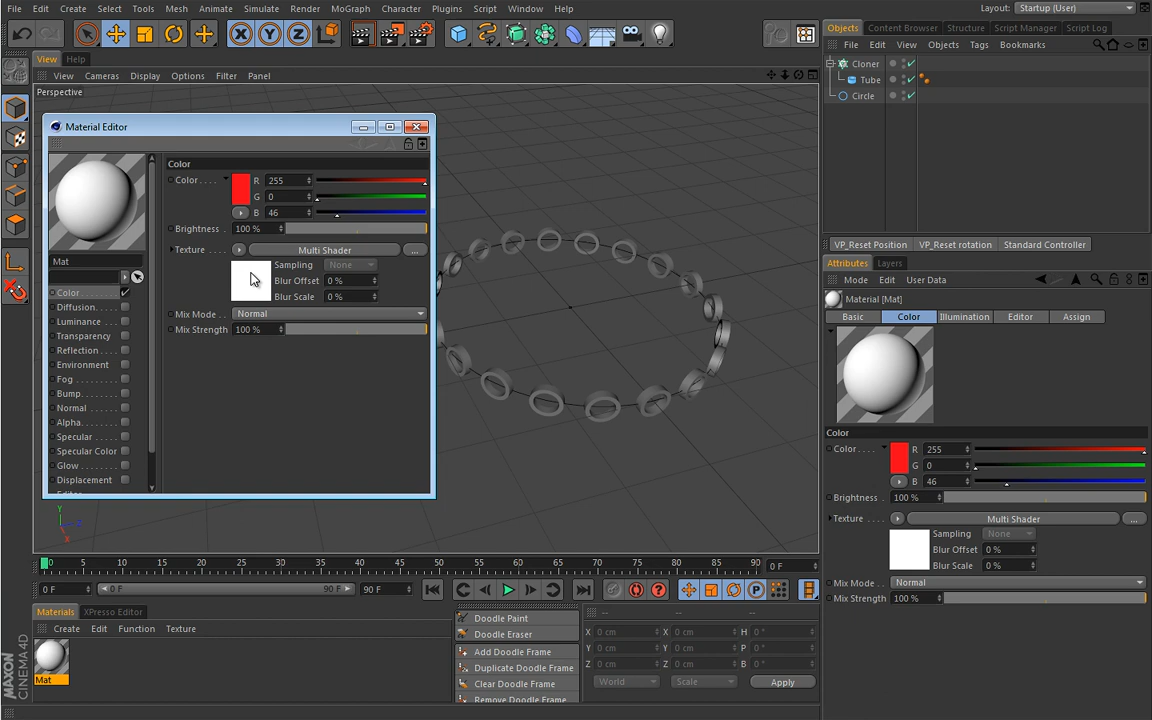 File Edit Create Select Tools Mesh Animate Simulate Render MoGraph Character Plugins Script Window Help
Layout: Startup (User)
Objects Content Browser Structure Script Manager Script Log
View Help
File Edit View Objects Tags Bookmarks
View Cameras Display Options Filter Panel
Cloner
Tube
Circle
Perspective
Material Editor
Color
Color . . . . R 255
G 0
B 46
Brightness 100 %
Texture . . . . Multi Shader ...
Sampling None
Blur Offset 0 %
Blur Scale 0 %
Mix Mode . . Normal
Mix Strength 100 %
Mat
Color
Diffusion
Luminance
Transparency
Reflection
Environment
Fog
Bump
Normal
Alpha
Specular
Specular Color
Glow
Displacement
VP_Reset Position VP_Reset rotation Standard Controller
Attributes Layers
Mode Edit User Data
Material [Mat]
Basic Color Illumination Editor Assign
Color
Color . . . . R 255
G 0
B 46
Brightness . 100 %
Texture . . . . Multi Shader ...
Sampling None
Blur Offset 0 %
Blur Scale 0 %
Mix Mode . . Normal
Mix Strength 100 %
Y
Z
X
0 5 10 15 20 25 30 35 40 45 50 55 60 65 70 75 80 85 90 0 F
0 F 0 F 90 F 90 F
Materials XPresso Editor
Create Edit Function Texture
Mat
Doodle Paint
Doodle Eraser
Add Doodle Frame
Duplicate Doodle Frame
Clear Doodle Frame
Remove Doodle Frame
-- -- --
X 0 cm X 0 cm H 0 °
Y 0 cm Y 0 cm P 0 °
Z 0 cm Z 0 cm B 0 °
World Scale Apply
MAXON
CINEMA 4D